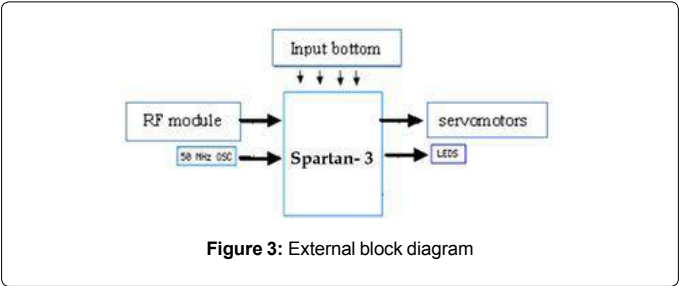 Input bottom
RF module
servomotors
50 MHz OSC
Spartan- 3
LEDS
Figure 3: External block diagram